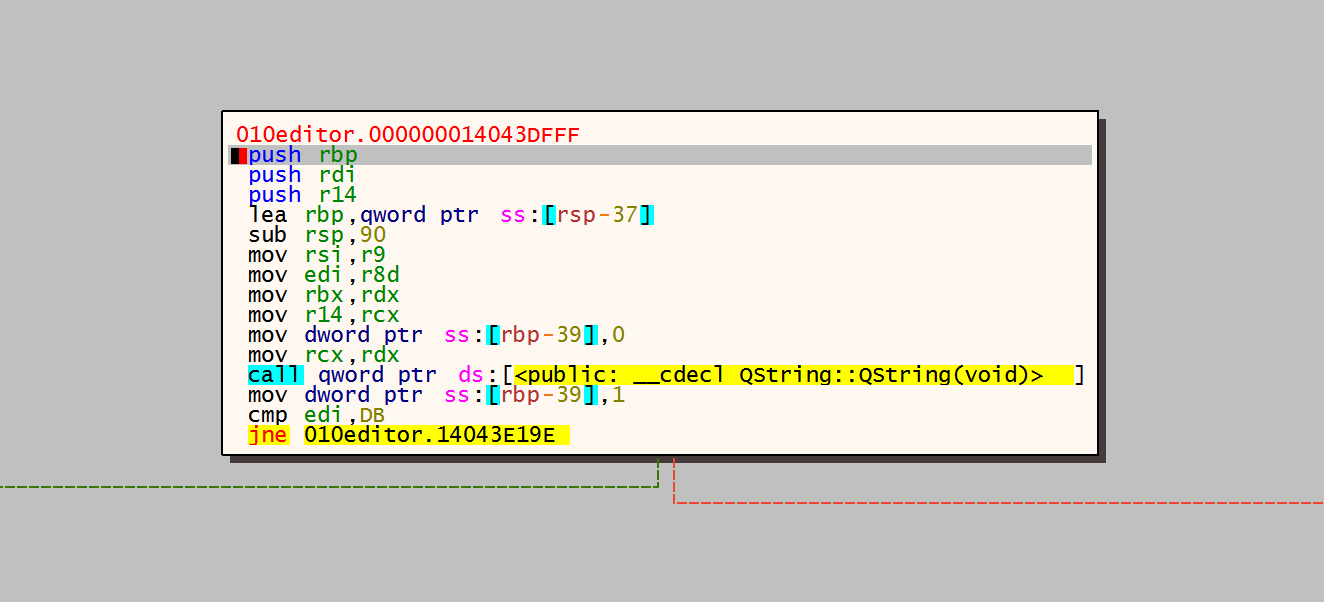 010editor.000000014043DFFF
push rbp
push rdi
push r14
lea rbp,qword ptr ss:[rsp-37]
sub rsp,90
mov rsi,r9
mov edi,r8d
mov rbx,rdx
mov r14,rcx
mov dword ptr ss:[rbp-39],0
mov rcx,rdx
call qword ptr ds:[<public: __cdecl QString::QString(void)> ]
mov dword ptr ss:[rbp-39],1
cmp edi,DB
jne 010editor.14043E19E